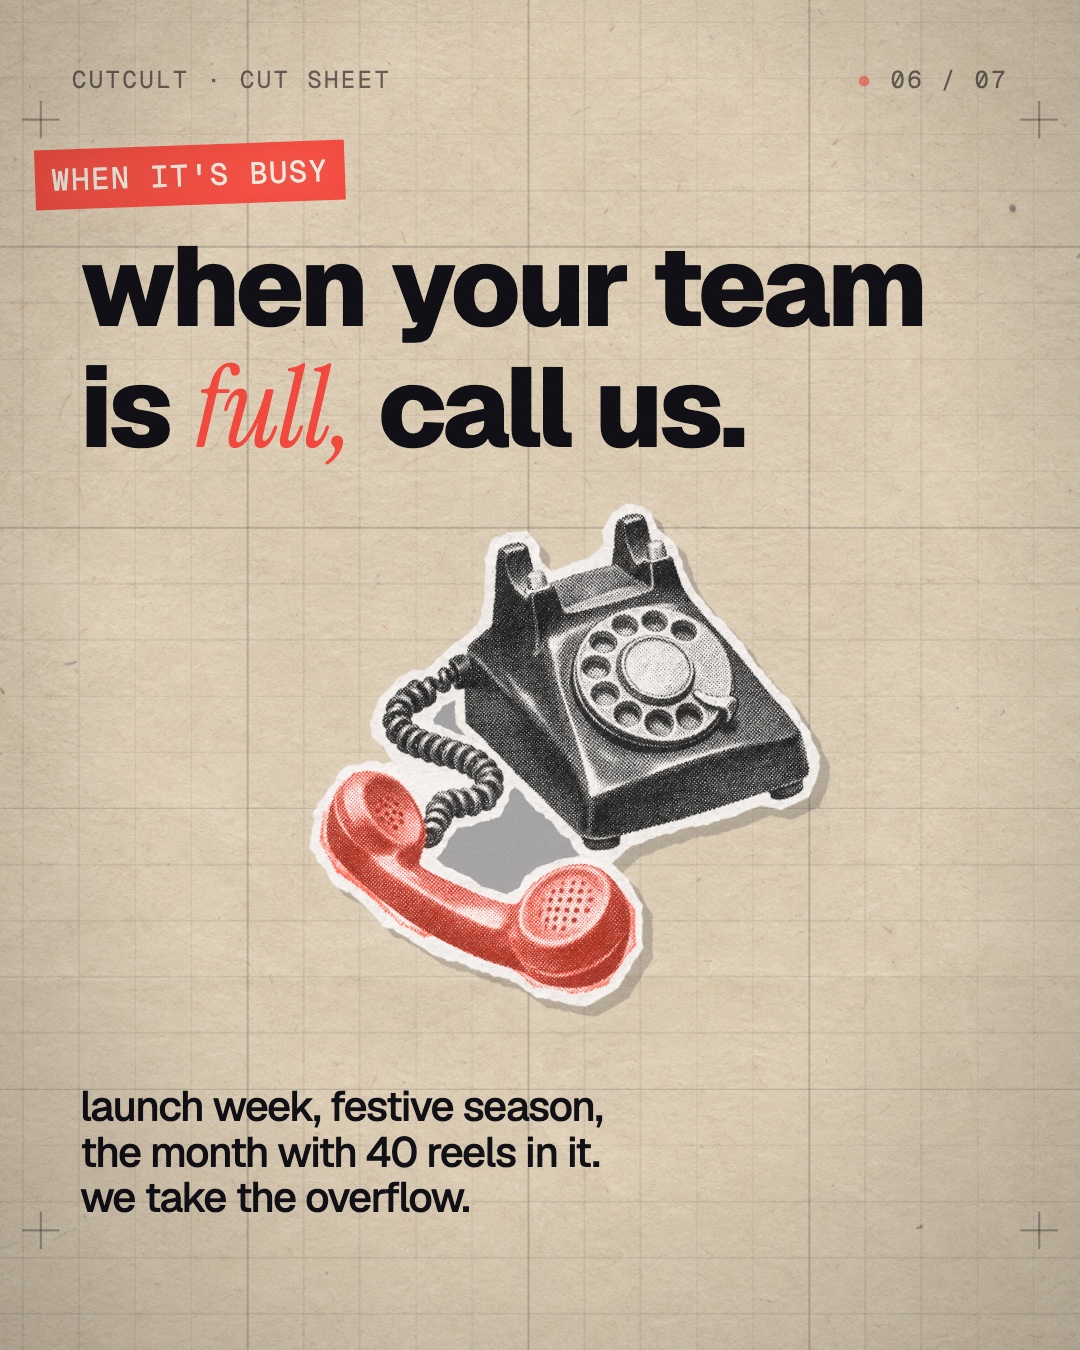 CUTCULT · CUT SHEET
06 / 07
WHEN IT'S BUSY
when your team
is full, call us.
launch week, festive season,
the month with 40 reels in it.
we take the overflow.